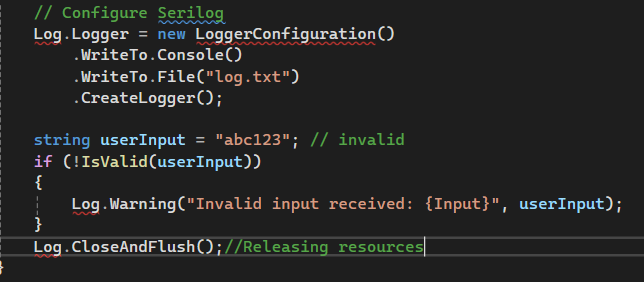 // Configure Serilog
Log.Logger = new LoggerConfiguration()
.WriteTo.Console()
.WriteTo.File("log.txt")
.CreateLogger();
string userInput = "abc123"; // invalid
if (!IsValid(userInput))
{
Log.Warning("Invalid input received: {Input}", userInput);
}
Log.CloseAndFlush();//Releasing resources
}